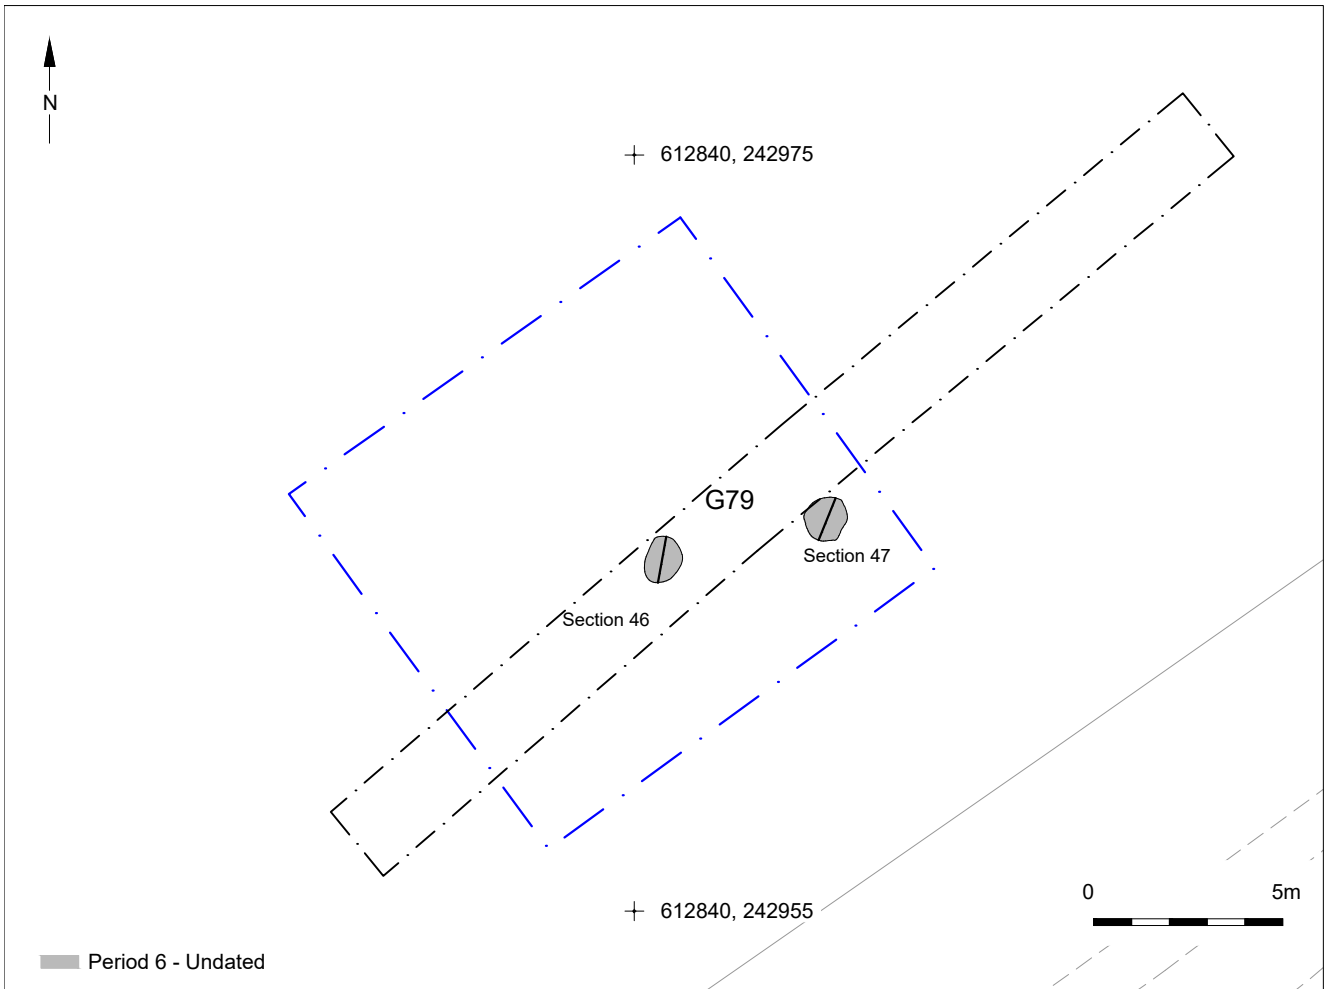 N
612840, 242975
G79
Section 47
Section 46
0 5m
612840, 242955
Period 6 - Undated